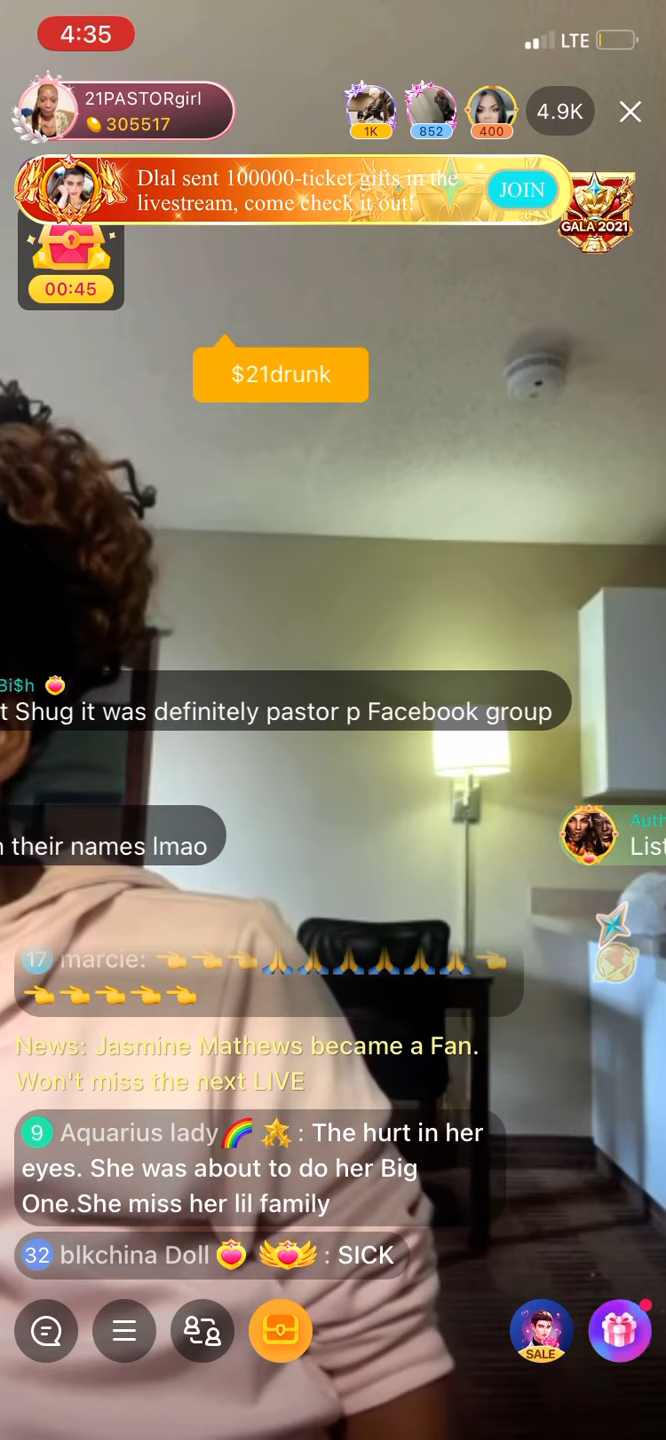 4:35
LTE
21PASTORgirl
305517
1K
852
400
4.9K
Dlal sent 100000-ticket gifts in the
livestream, come check it out!
JOIN
GALA 2021
00:45
$21drunk
Bi$h
t Shug it was definitely pastor p Facebook group
their names lmao
Auth
List
17 marcie: 👈👈👈🙏🙏🙏🙏🙏🙏👈
👈👈👈👈👈
News: Jasmine Mathews became a Fan.
Won't miss the next LIVE
9 Aquarius lady🌈 : The hurt in her
eyes. She was about to do her Big
One.She miss her lil family
32 blkchina Doll : SICK
SALE